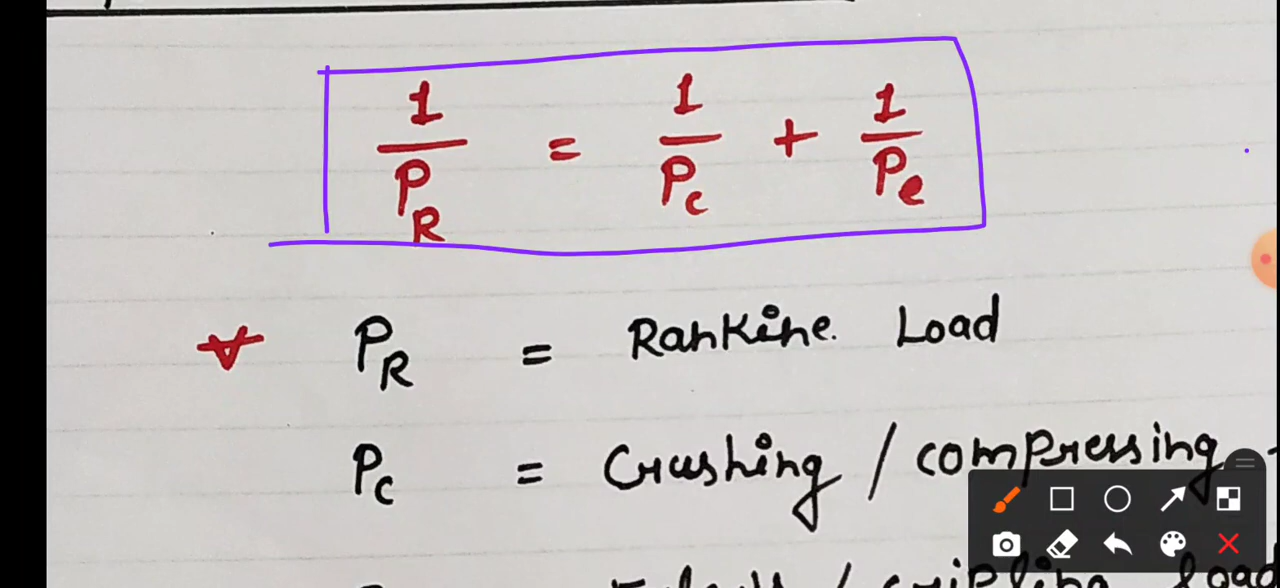 1/P_R = 1/P_c + 1/P_e
∀ P_R = Rankine Load
P_c = Crushing / compressing